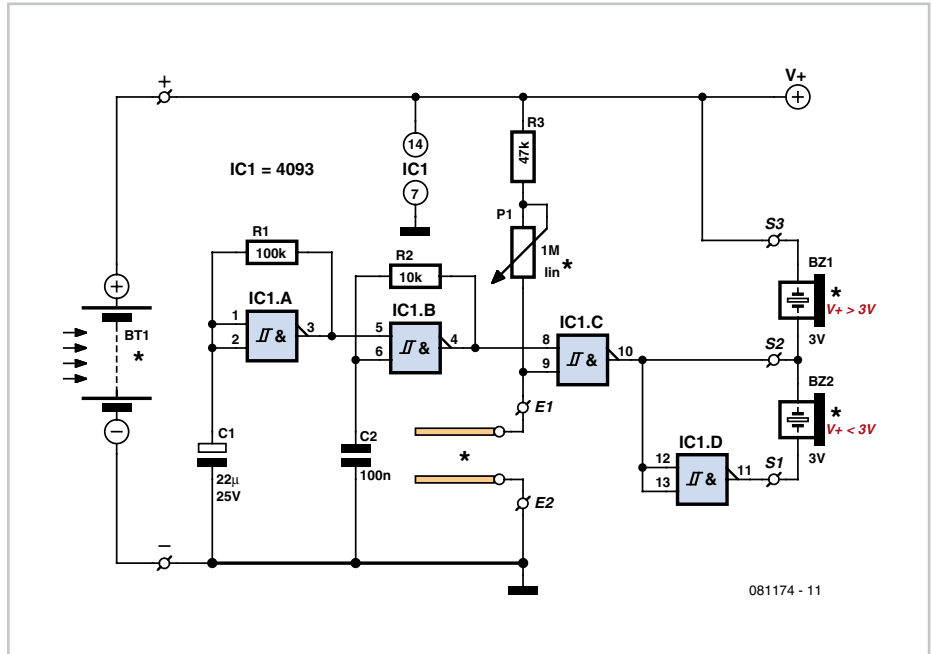 +
V+
+
R3
47k
14
IC1
7
IC1 = 4093
P1
1M
lin *
S3
R1
100k
R2
10k
BZ1
*
V+ > 3V
3V
IC1.A
1
2
&
3
IC1.B
5
6
&
4
IC1.C
8
9
&
10
S2
+
BT1
*
−
E1
*
E2
BZ2
*
V+ < 3V
3V
C1
22µ
25V
C2
100n
IC1.D
12
13
&
11
S1
−
081174 - 11